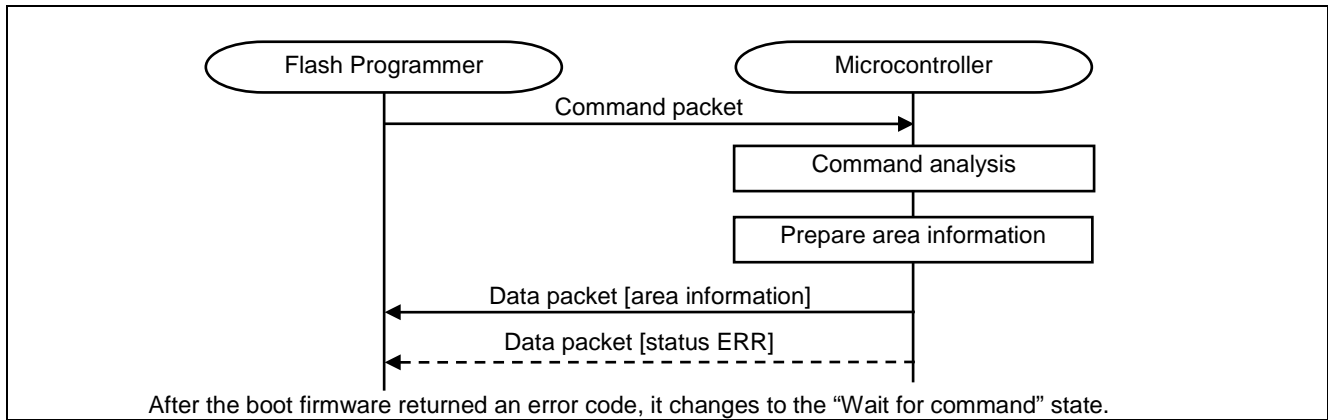 Flash Programmer
Microcontroller
Command packet
Command analysis
Prepare area information
Data packet [area information]
Data packet [status ERR]
After the boot firmware returned an error code, it changes to the “Wait for command” state.